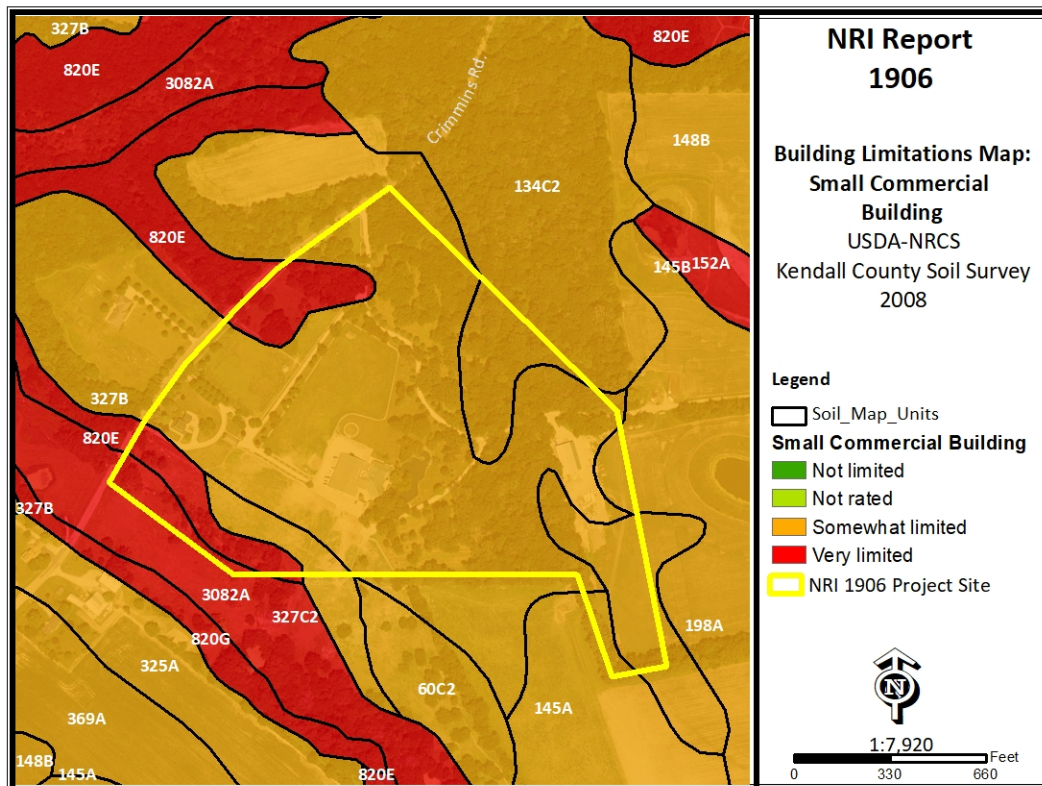 327B
820E
820E
3082A
Crimmins Rd.
148B
134C2
820E
145B
152A
327B
820E
327B
3082A
327C2
820G
325A
60C2
198A
369A
145A
148B
145A
820E
NRI Report
1906
Building Limitations Map:
Small Commercial
Building
USDA-NRCS
Kendall County Soil Survey
2008
Legend
Soil_Map_Units
Small Commercial Building
Not limited
Not rated
Somewhat limited
Very limited
NRI 1906 Project Site
N
1:7,920
Feet
0 330 660